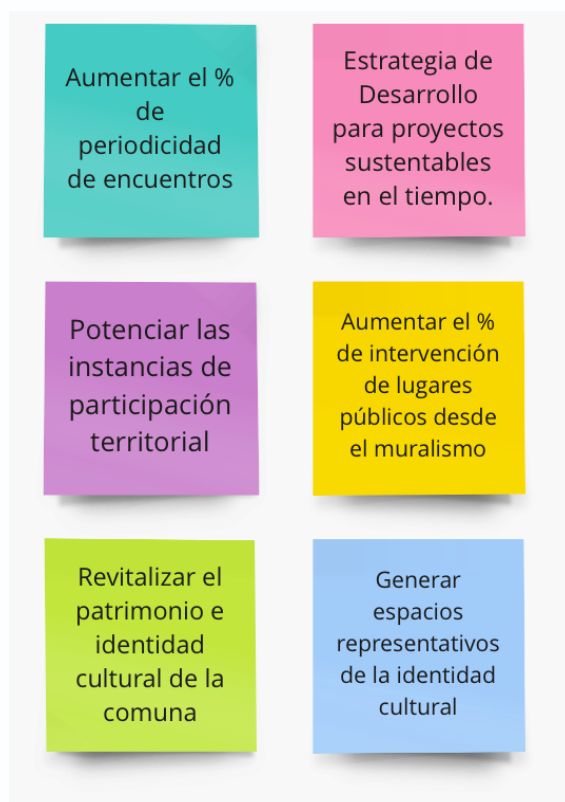 Aumentar el %
de
periodicidad
de encuentros
Estrategia de
Desarrollo
para proyectos
sustentables
en el tiempo.
Potenciar las
instancias de
participación
territorial
Aumentar el %
de intervención
de lugares
públicos desde
el muralismo
Revitalizar el
patrimonio e
identidad
cultural de la
comuna
Generar
espacios
representativos
de la identidad
cultural